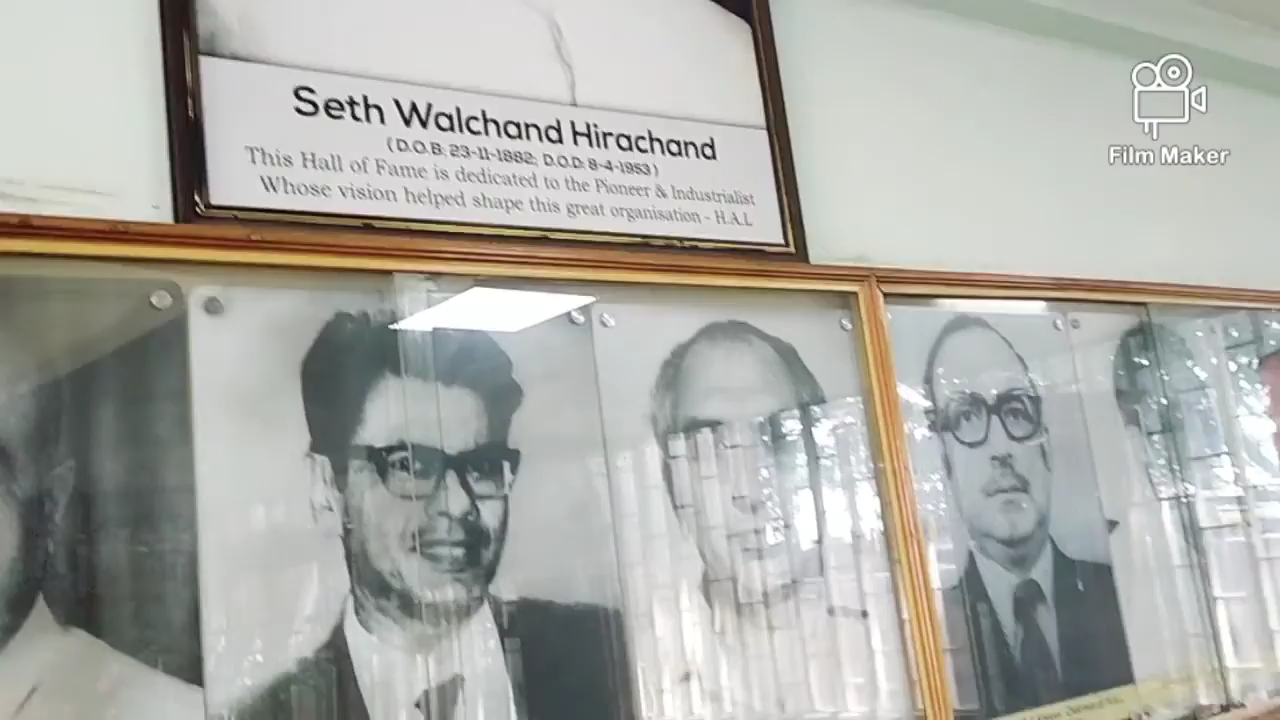 Seth Walchand Hirachand
(D.O.B: 23-11-1882; D.O.D: 8-4-1953)
This Hall of Fame is dedicated to the Pioneer & Industrialist
Whose vision helped shape this great organisation - H.A.L
Film Maker